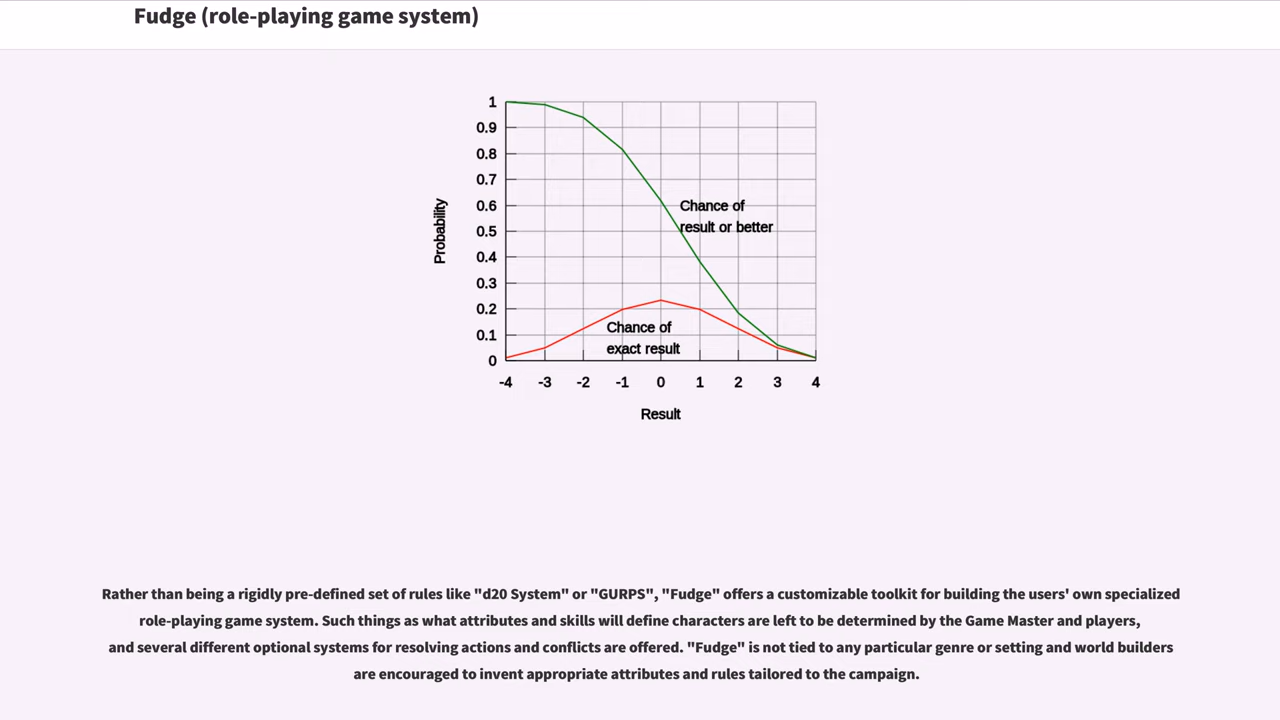 Fudge (role-playing game system)
1
0.9
0.8
0.7
0.6
0.5
0.4
0.3
0.2
0.1
0
Probability
Chance of
result or better
Chance of
exact result
-4 -3 -2 -1 0 1 2 3 4
Result
Rather than being a rigidly pre-defined set of rules like "d20 System" or "GURPS", "Fudge" offers a customizable toolkit for building the users' own specialized
role-playing game system. Such things as what attributes and skills will define characters are left to be determined by the Game Master and players,
and several different optional systems for resolving actions and conflicts are offered. "Fudge" is not tied to any particular genre or setting and world builders
are encouraged to invent appropriate attributes and rules tailored to the campaign.